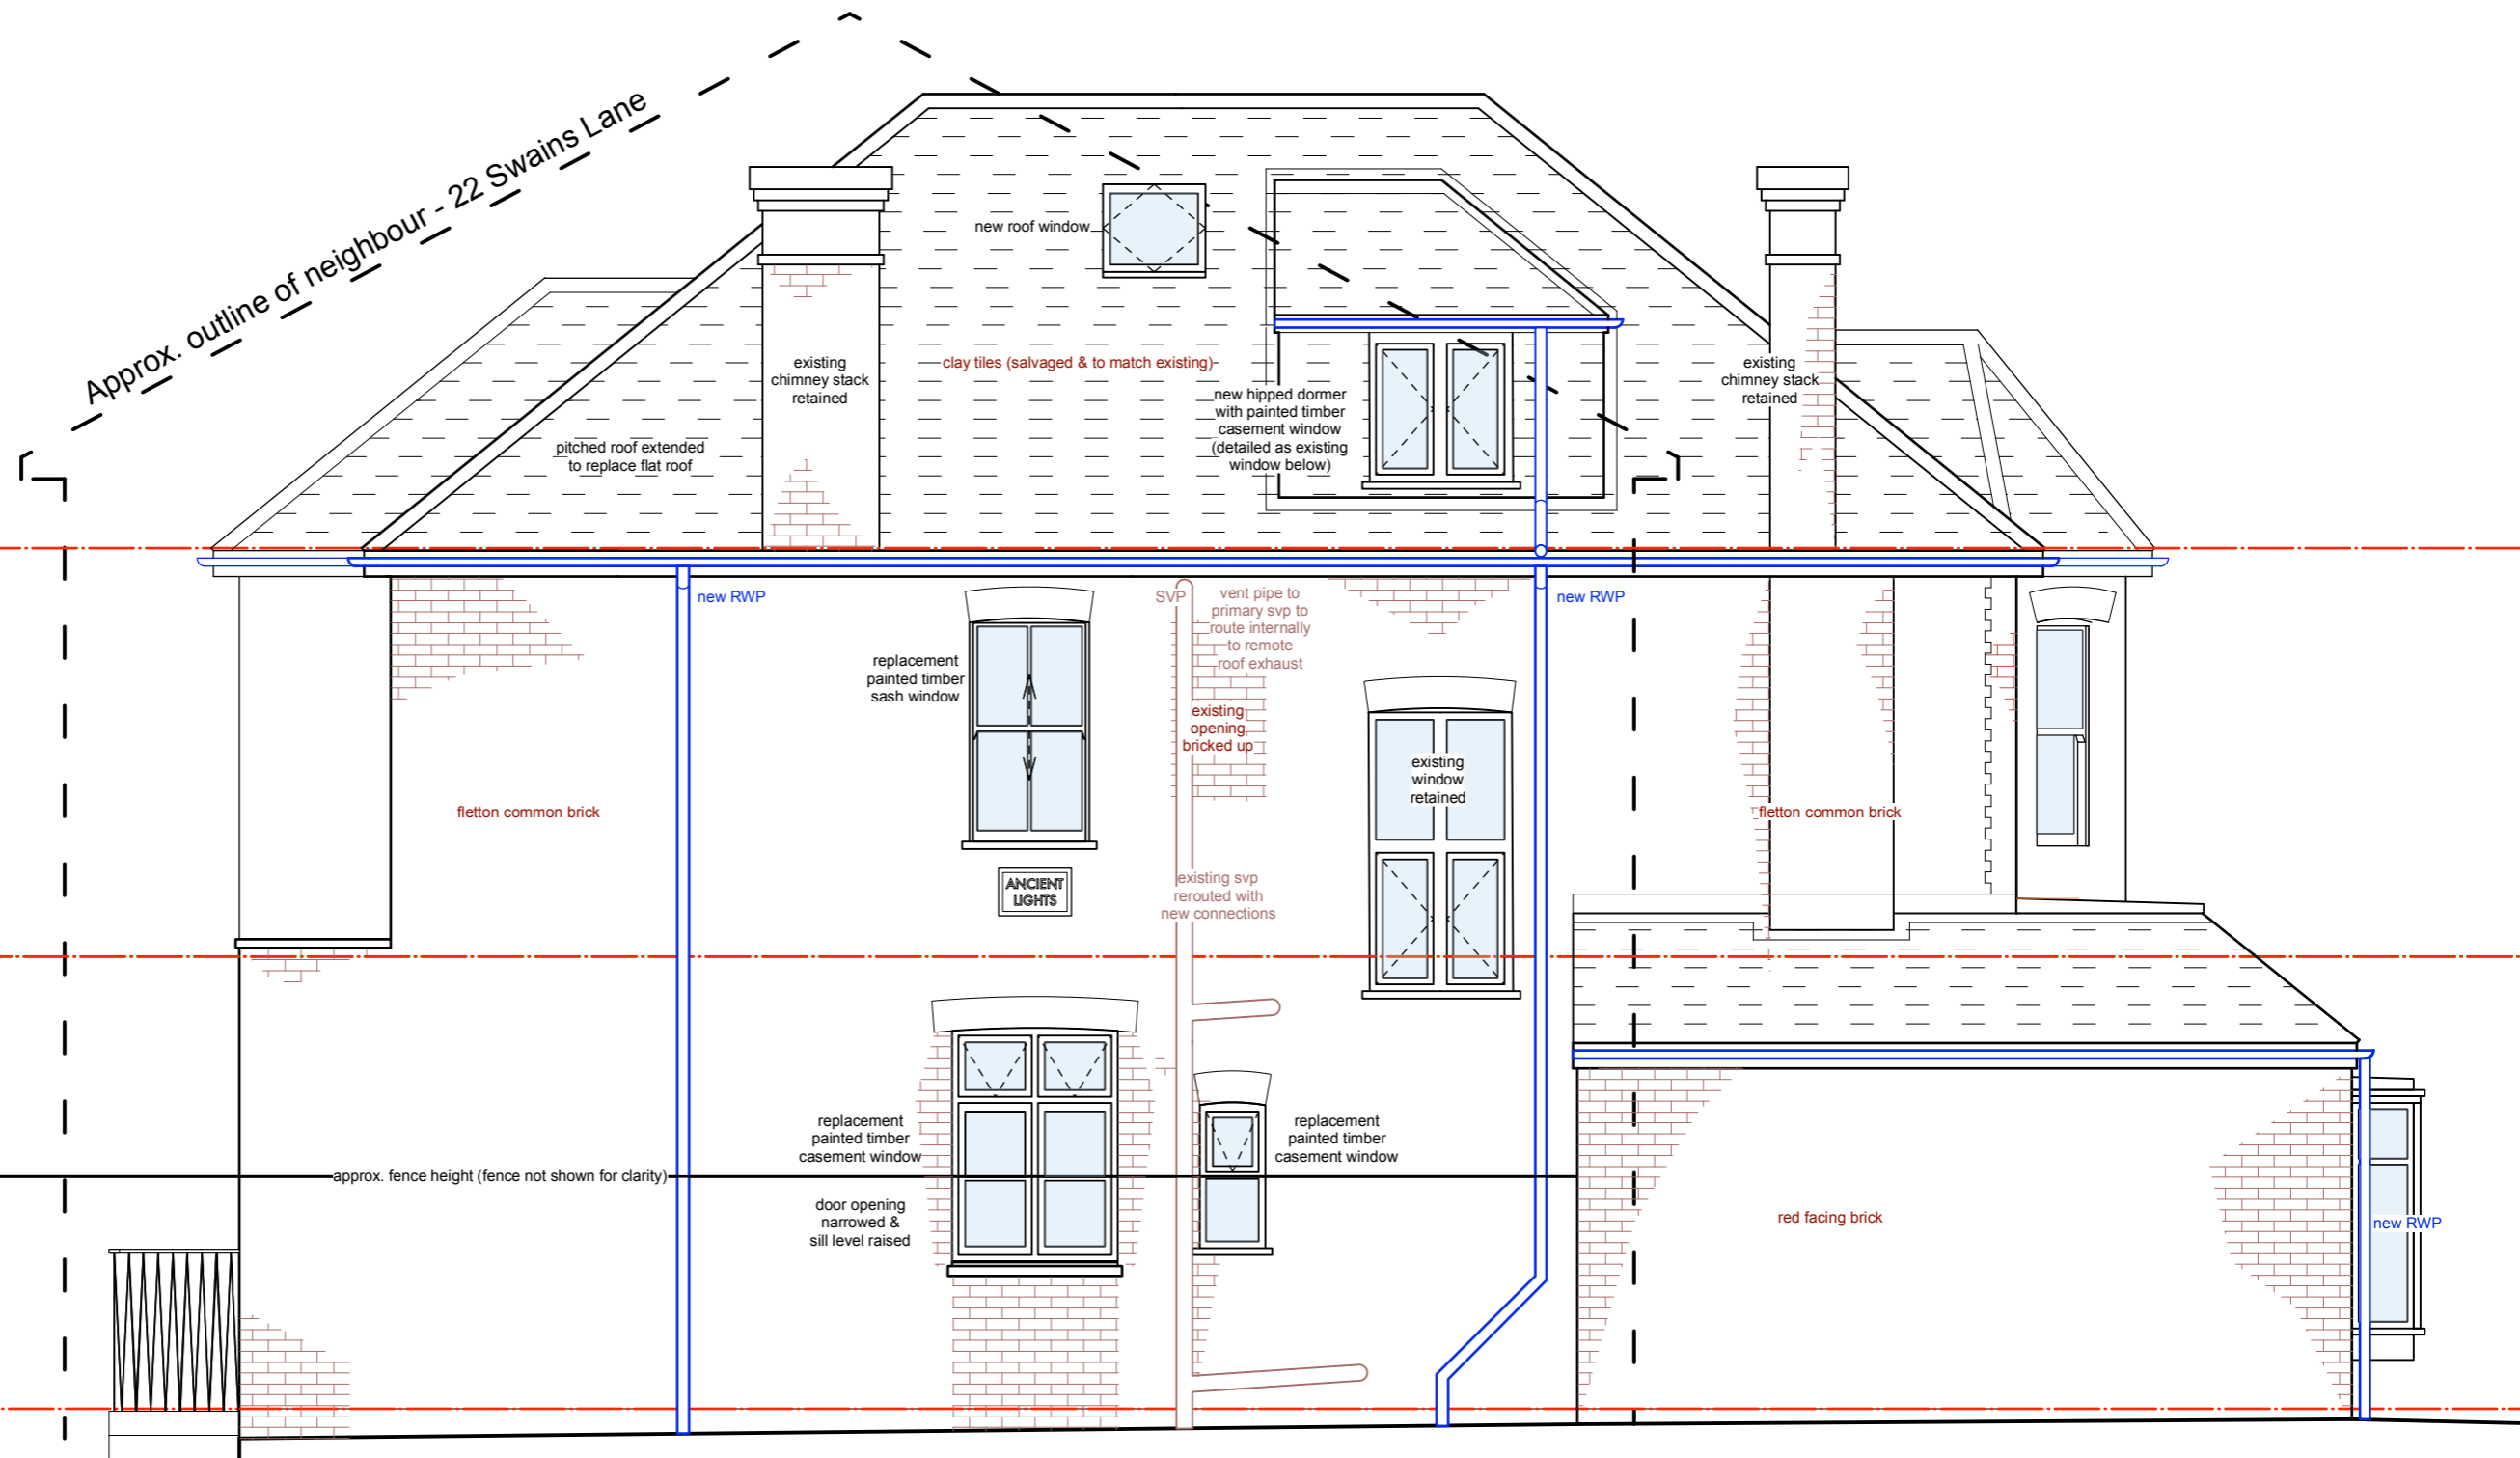 Approx. outline of neighbour - 22 Swains Lane
new roof window
existing
chimney stack
retained
clay tiles (salvaged & to match existing)
new hipped dormer
with painted timber
casement window
(detailed as existing
window below)
existing
chimney stack
retained
pitched roof extended
to replace flat roof
new RWP
SVP
vent pipe to
primary svp to
route internally
to remote
roof exhaust
new RWP
replacement
painted timber
sash window
existing
opening
bricked up
existing
window
retained
fletton common brick
fletton common brick
ANCIENT
LIGHTS
existing svp
rerouted with
new connections
replacement
painted timber
casement window
replacement
painted timber
casement window
approx. fence height (fence not shown for clarity)
door opening
narrowed &
sill level raised
red facing brick
new RWP